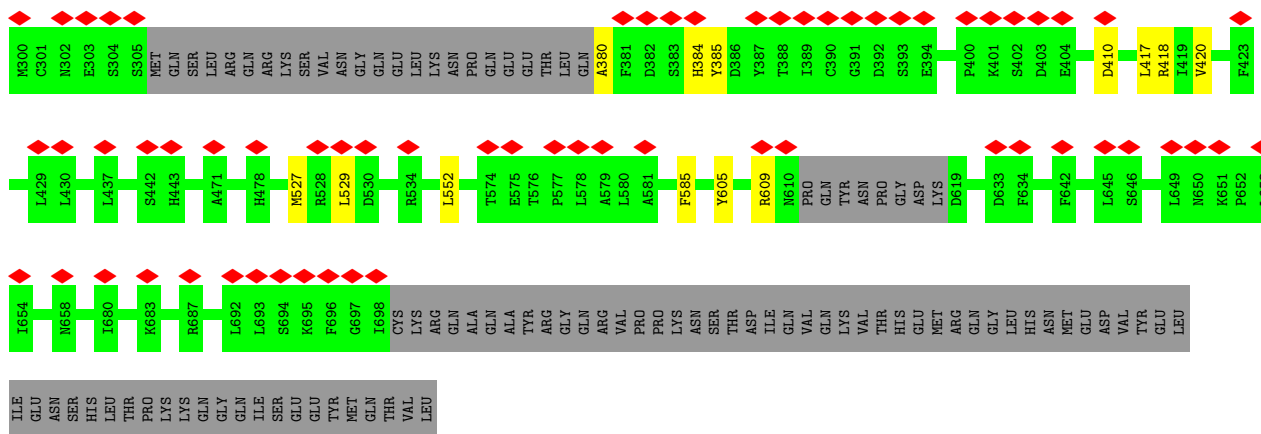 M300 C301 N302 E303 S304 S305 MET GLN SER LEU ARG GLN ARG LYS SER VAL ASN GLY GLN GLU LEU LYS ASN PRO GLN GLU GLU THR LEU GLN A380 F381 D382 S383 H384 Y385 D386 Y387 T388 I389 C390 G391 D392 S393 E394 P400 K401 S402 D403 E404 D410 L417 R418 I419 V420 F423
L429 L430 L437 S442 H443 A471 H478 M527 R528 L529 D530 R534 L552 T574 E575 T576 P577 L578 A579 L580 A581 F585 Y605 R609 N610 PRO GLN TYR ASN PRO GLY ASP LYS D619 D633 F634 F642 L645 S646 L649 N650 K651 P652
I654 N658 I680 K683 R687 L692 L693 S694 K695 F696 G697 I698 CYS LYS ARG GLN ALA GLN ALA TYR ARG GLY GLN ARG VAL PRO PRO LYS ASN SER THR ASP ILE GLN VAL GLN LYS VAL THR HIS GLU MET ARG GLN GLY LEU HIS ASN MET GLU ASP VAL TYR GLU LEU
ILE GLU ASN SER HIS LEU THR PRO LYS LYS GLN GLY GLN ILE SER GLU GLU TYR MET GLN THR VAL LEU